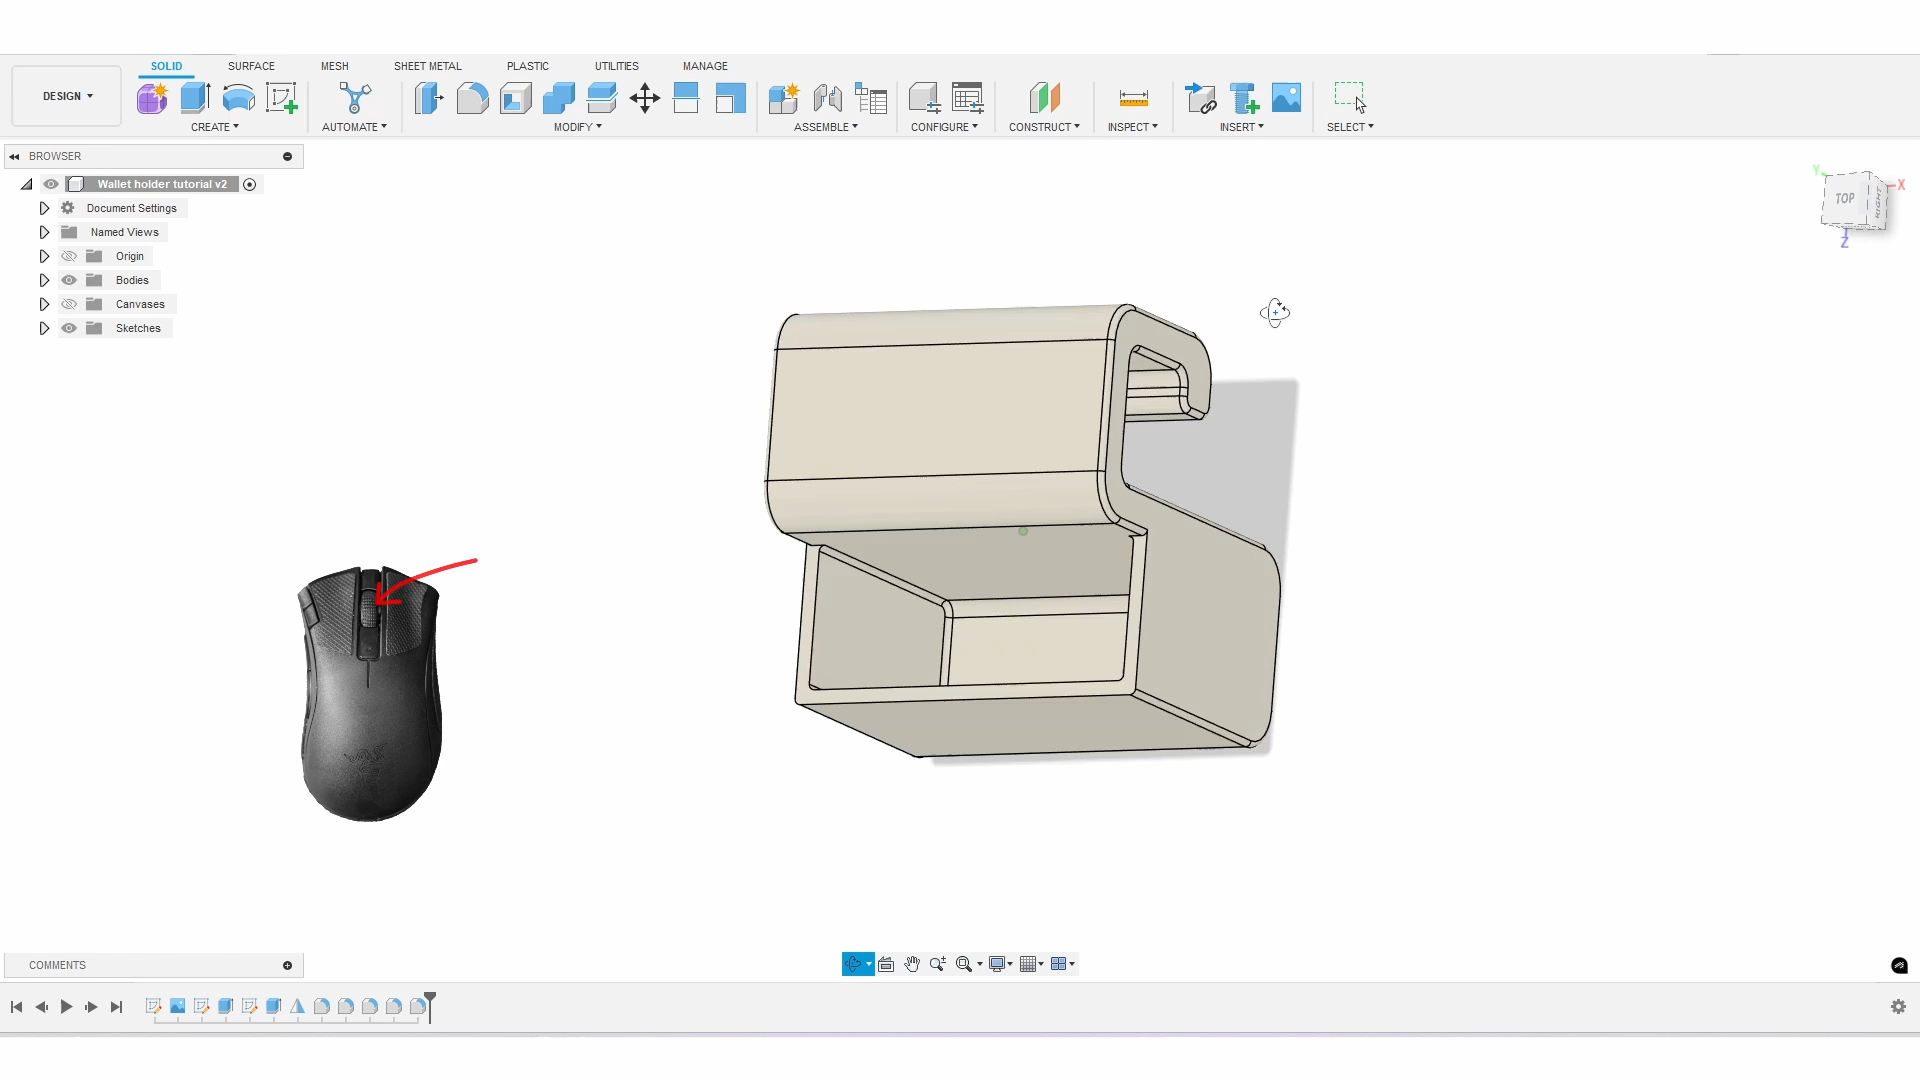 SOLID SURFACE MESH SHEET METAL PLASTIC UTILITIES MANAGE
DESIGN
CREATE AUTOMATE MODIFY ASSEMBLE CONFIGURE CONSTRUCT INSPECT INSERT SELECT
BROWSER
Wallet holder tutorial v2
Document Settings
Named Views
Origin
Bodies
Canvases
Sketches
Y
X
TOP
RIGHT
Z
COMMENTS